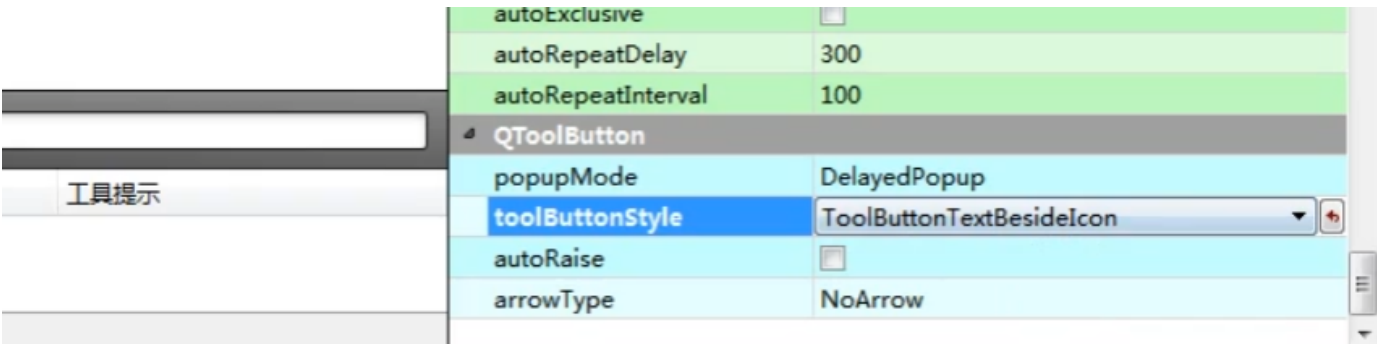 autoExclusive
autoRepeatDelay 300
autoRepeatInterval 100
QToolButton
popupMode DelayedPopup
工具提示
toolButtonStyle ToolButtonTextBesideIcon
autoRaise
arrowType NoArrow